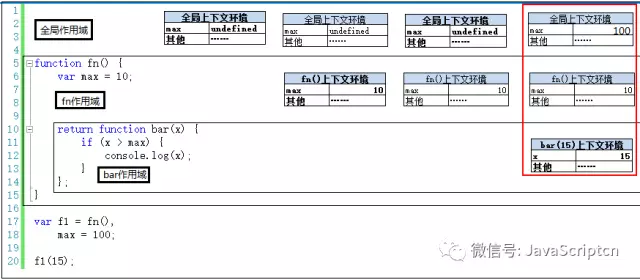 全局上下文环境 全局上下文环境 全局上下文环境 全局上下文环境
1
2 全局作用域 max undefined max undefined max undefined max 100
3 其他 ...... 其他 ...... 其他 ...... 其他 ......
4
5 function fn() { fn()上下文环境 fn()上下文环境 fn()上下文环境
6 var max = 10; max 10 max 10 max 10
7 其他 ...... 其他 ...... 其他 ......
8 fn作用域
9
10 return function bar(x) { bar(15)上下文环境
11 if (x > max) { x 15
12 console.log(x); 其他 ......
13 } bar作用域
14 };
15 }
16
17 var f1 = fn(),
18 max = 100;
19 微信号: JavaScriptcn
20 f1(15);